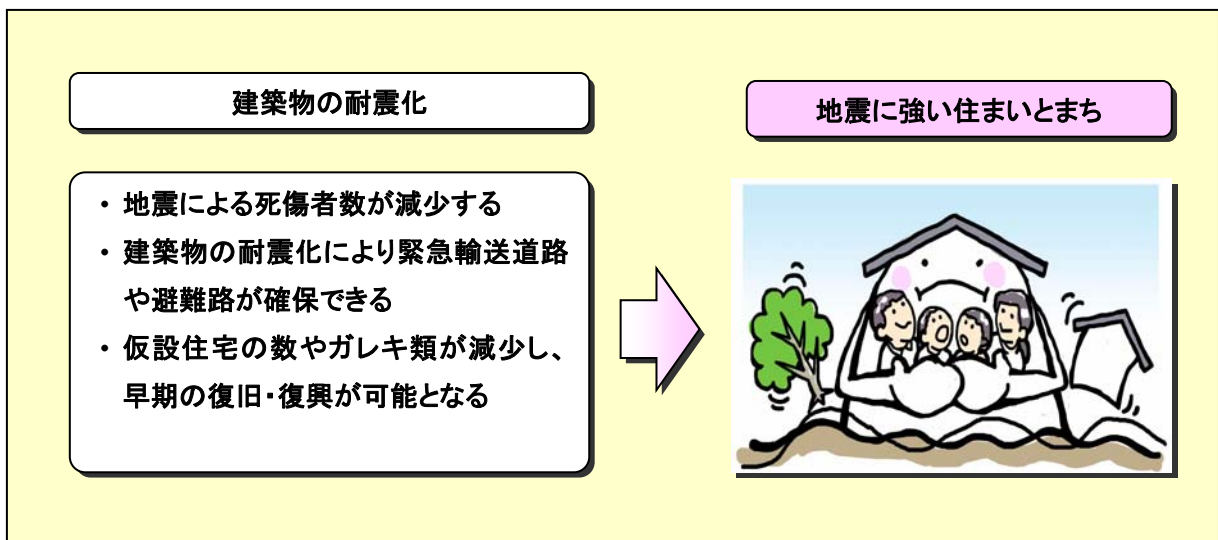 建築物の耐震化
・ 地震による死傷者数が減少する
・ 建築物の耐震化により緊急輸送道路
や避難路が確保できる
・ 仮設住宅の数やガレキ類が減少し、
早期の復旧・復興が可能となる
地震に強い住まいとまち